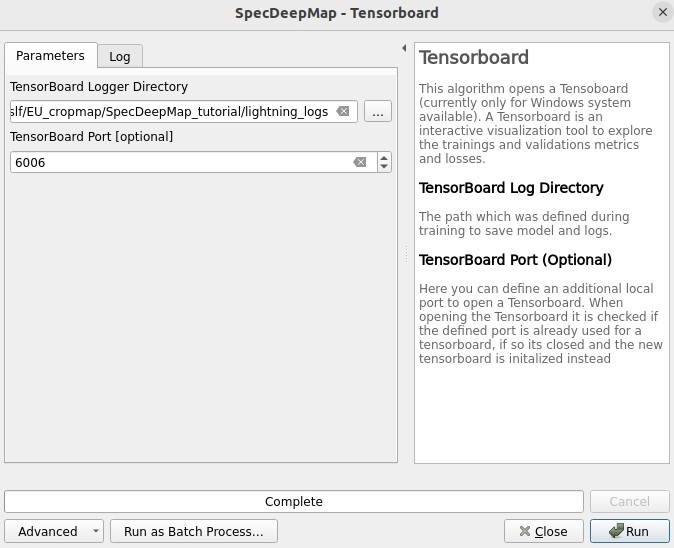 SpecDeepMap - Tensorboard
Parameters
Log
TensorBoard Logger Directory
slf/EU_cropmap/SpecDeepMap_tutorial/lightning_logs
...
TensorBoard Port [optional]
6006
Tensorboard
This algorithm opens a Tensoboard
(currently only for Windows system
available). A Tensorboard is an
interactive visualization tool to explore
the trainings and validations metrics
and losses.
TensorBoard Log Directory
The path which was defined during
training to save model and logs.
TensorBoard Port (Optional)
Here you can define an additional local
port to open a Tensorboard. When
opening the Tensorboard it is checked if
the defined port is already used for a
tensorboard, if so its closed and the new
tensorboard is initalized instead
Complete
Cancel
Advanced
Run as Batch Process...
Close
Run